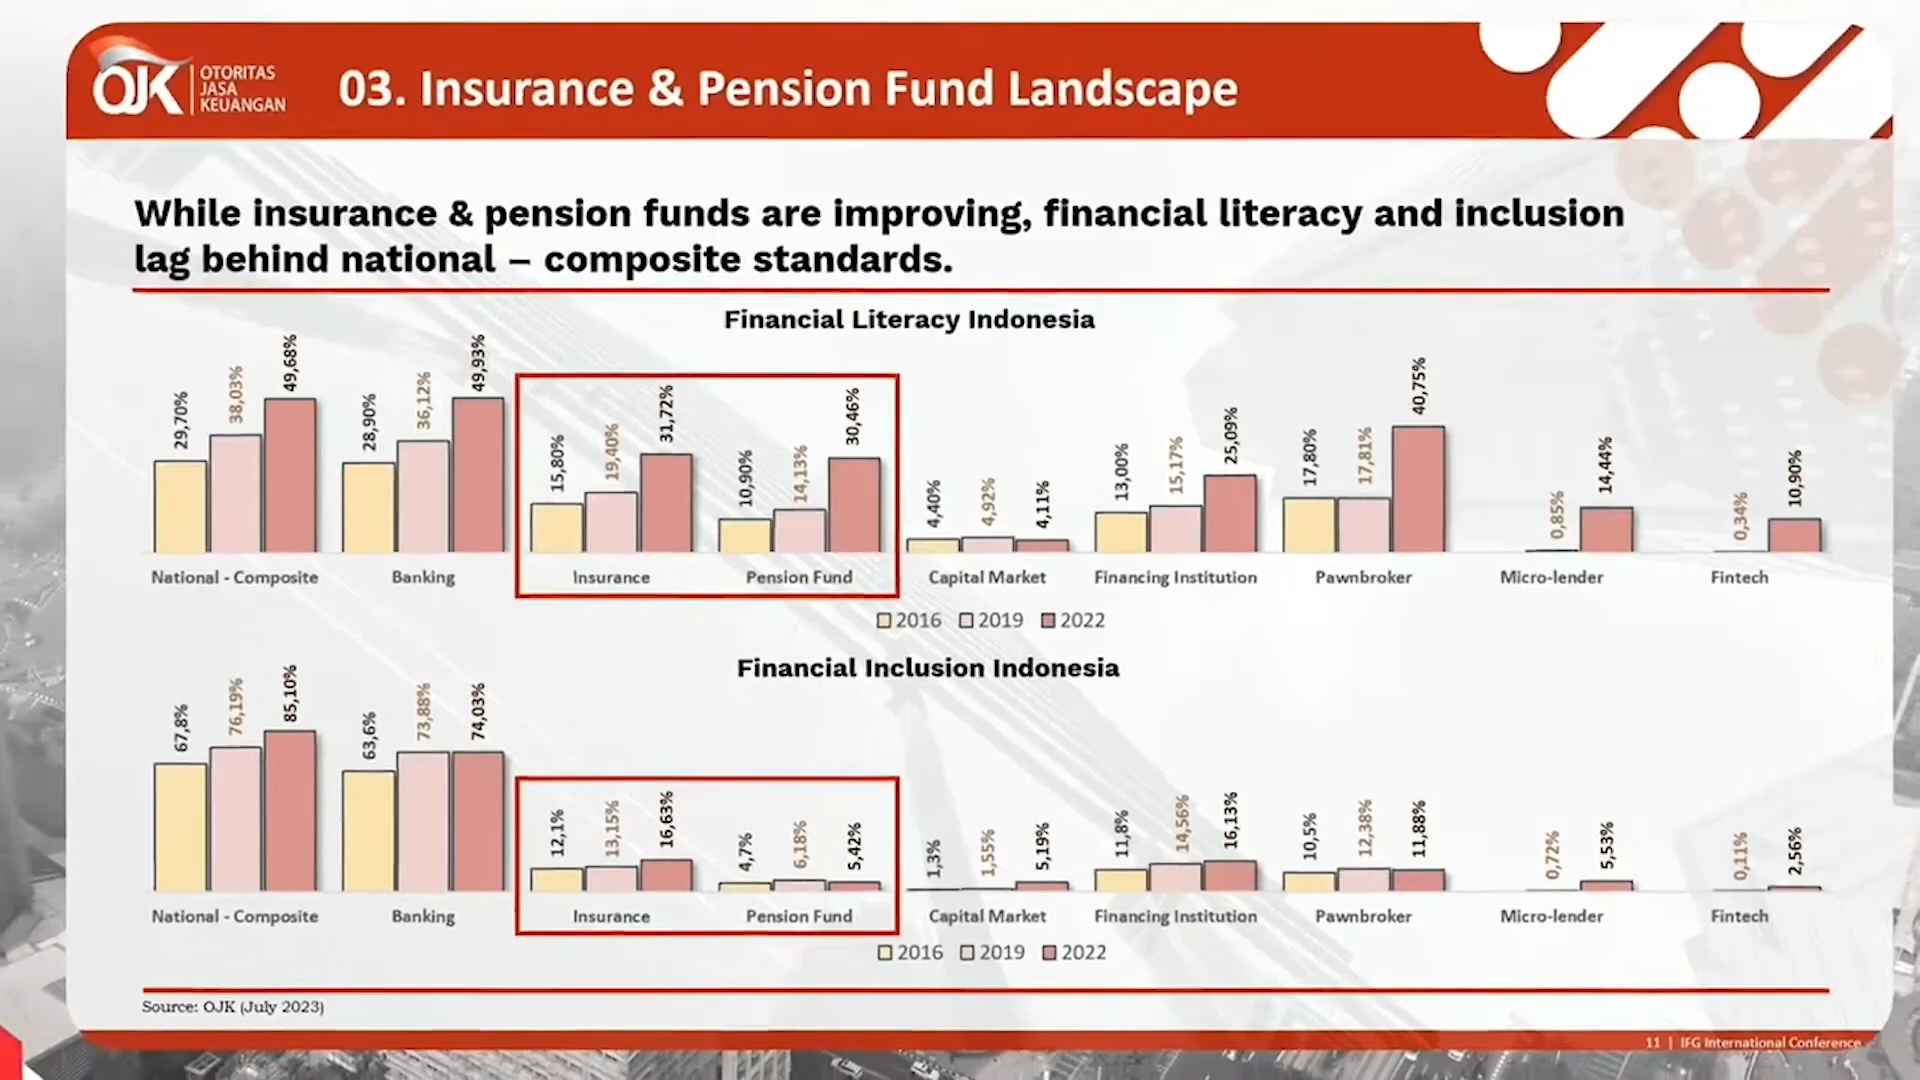 OJK
OTORITAS
JASA
KEUANGAN
03. Insurance & Pension Fund Landscape
While insurance & pension funds are improving, financial literacy and inclusion
lag behind national – composite standards.
Financial Literacy Indonesia
29,70% 38,03% 49,68% 28,90% 36,12% 49,93% 15,80% 19,40% 31,72% 10,90% 14,13% 30,46% 4,40% 4,92% 4,11% 13,00% 15,17% 25,09% 17,80% 17,81% 40,75% 0,85% 14,44% 0,34% 10,90%
National - Composite Banking Insurance Pension Fund Capital Market Financing Institution Pawnbroker Micro-lender Fintech
2016 2019 2022
Financial Inclusion Indonesia
67,8% 76,19% 85,10% 63,6% 73,88% 74,03% 12,1% 13,15% 16,63% 4,7% 6,18% 5,42% 1,3% 1,55% 5,19% 11,8% 14,56% 16,13% 10,5% 12,38% 11,88% 0,72% 5,53% 0,11% 2,56%
National - Composite Banking Insurance Pension Fund Capital Market Financing Institution Pawnbroker Micro-lender Fintech
2016 2019 2022
Source: OJK (July 2023)
11 | IFG International Conference